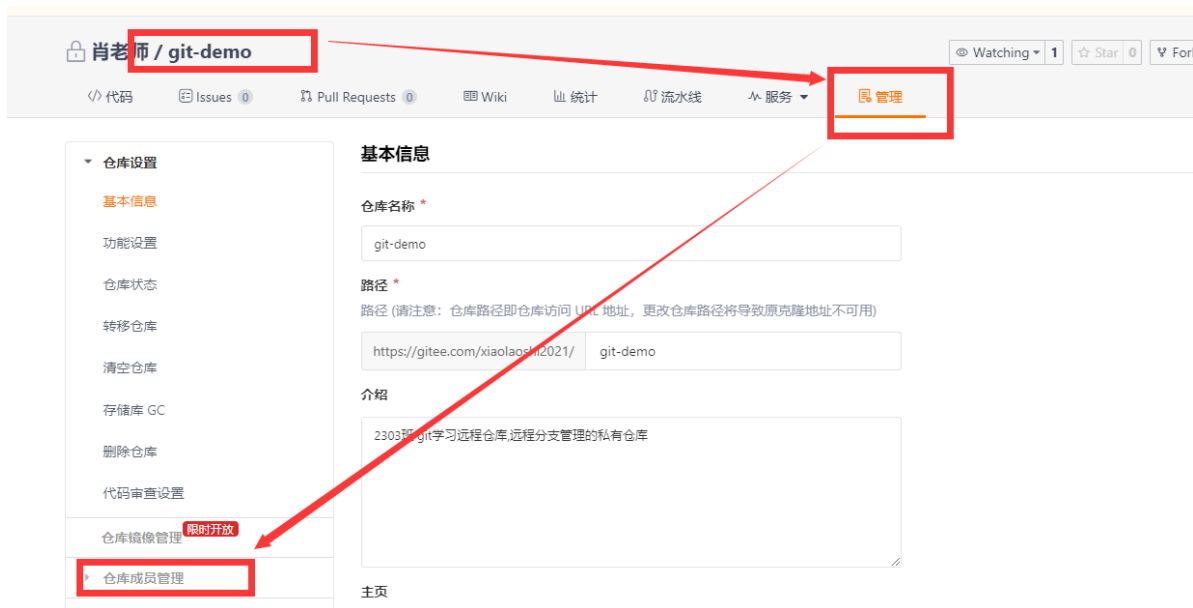 肖老师 / git-demo
Watching 1 Star 0 For
代码 Issues 0 Pull Requests 0 Wiki 统计 流水线 服务 管理
仓库设置
基本信息
功能设置
仓库状态
转移仓库
清空仓库
存储库 GC
删除仓库
代码审查设置
仓库镜像管理 限时开放
仓库成员管理
基本信息
仓库名称 *
git-demo
路径 *
路径 (请注意：仓库路径即仓库访问 URL 地址，更改仓库路径将导致原克隆地址不可用)
https://gitee.com/xiaolaoshi2021/ git-demo
介绍
2303班 git学习远程仓库,远程分支管理的私有仓库
主页